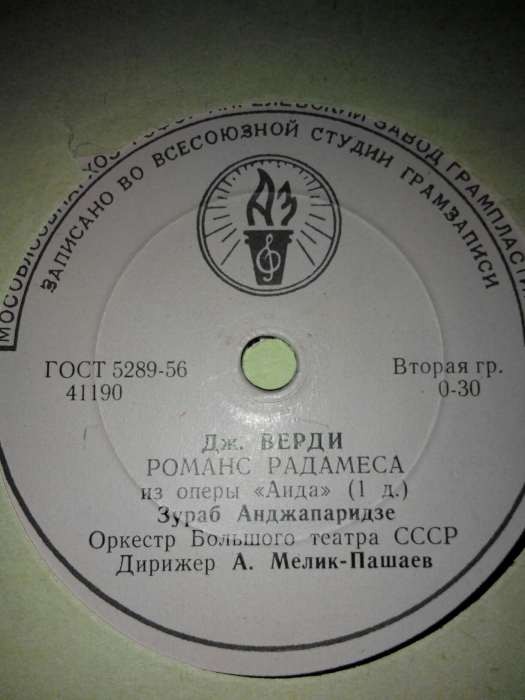 ЗАВОД
ЗАПИСАНО ВО ВСЕСОЮЗНОЙ СТУДИИ ГРАМЗАПИСИ
АЗ
ГОСТ 5289-56
41190
Вторая гр.
0-30
Дж. ВЕРДИ
РОМАНС РАДАМЕСА
из оперы «Аида» (1 д.)
Зураб Анджапаридзе
Оркестр Большого театра СССР
Дирижер А. Мелик-Пашаев